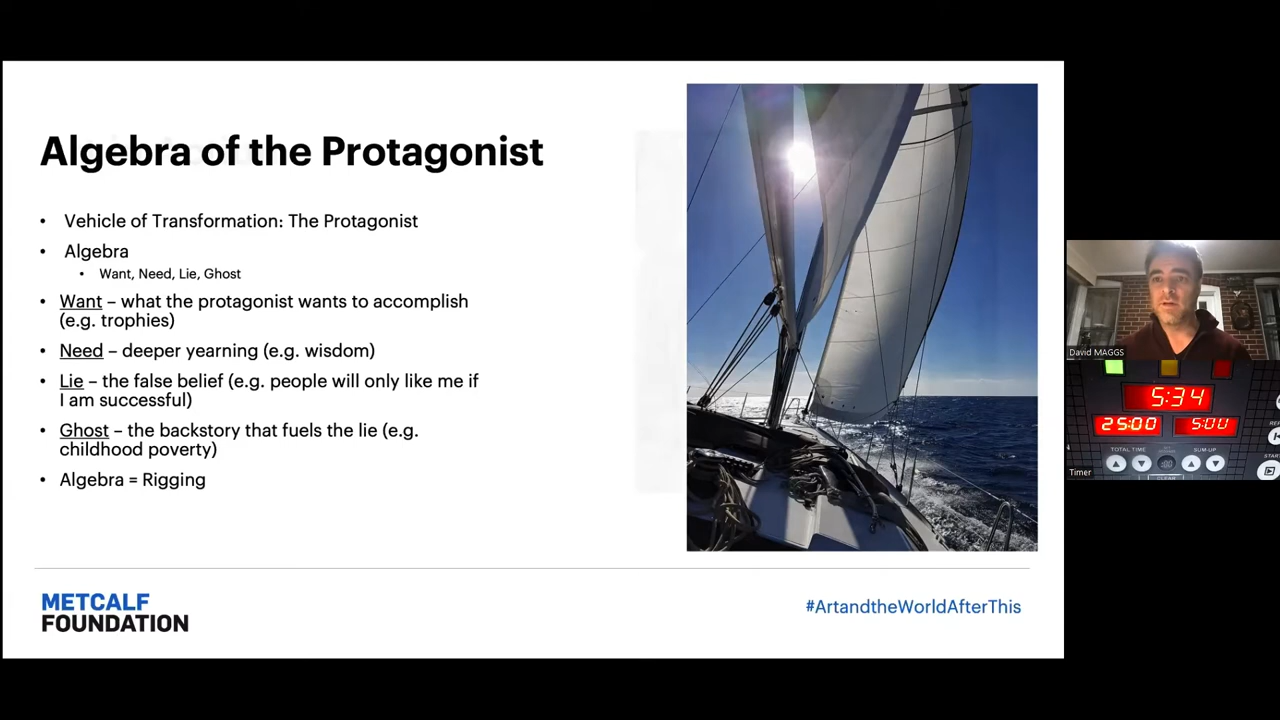 Algebra of the Protagonist
• Vehicle of Transformation: The Protagonist
• Algebra
• Want, Need, Lie, Ghost
• Want – what the protagonist wants to accomplish
(e.g. trophies)
• Need – deeper yearning (e.g. wisdom)
• Lie – the false belief (e.g. people will only like me if
I am successful)
• Ghost – the backstory that fuels the lie (e.g.
childhood poverty)
• Algebra = Rigging
METCALF
FOUNDATION
#ArtandtheWorldAfterThis
David MAGGS
5:34
25:00 5:00
TOTAL TIME SUM-UP
:00
CLEAR
Timer